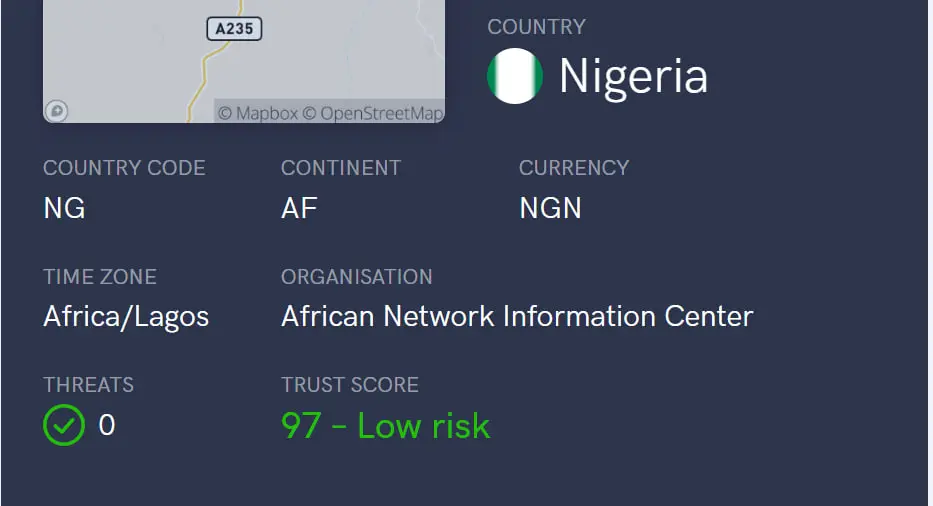 A235
© Mapbox © OpenStreetMap
COUNTRY
Nigeria
COUNTRY CODE
CONTINENT
CURRENCY
NG
AF
NGN
TIME ZONE
ORGANISATION
Africa/Lagos
African Network Information Center
THREATS
TRUST SCORE
0
97 – Low risk